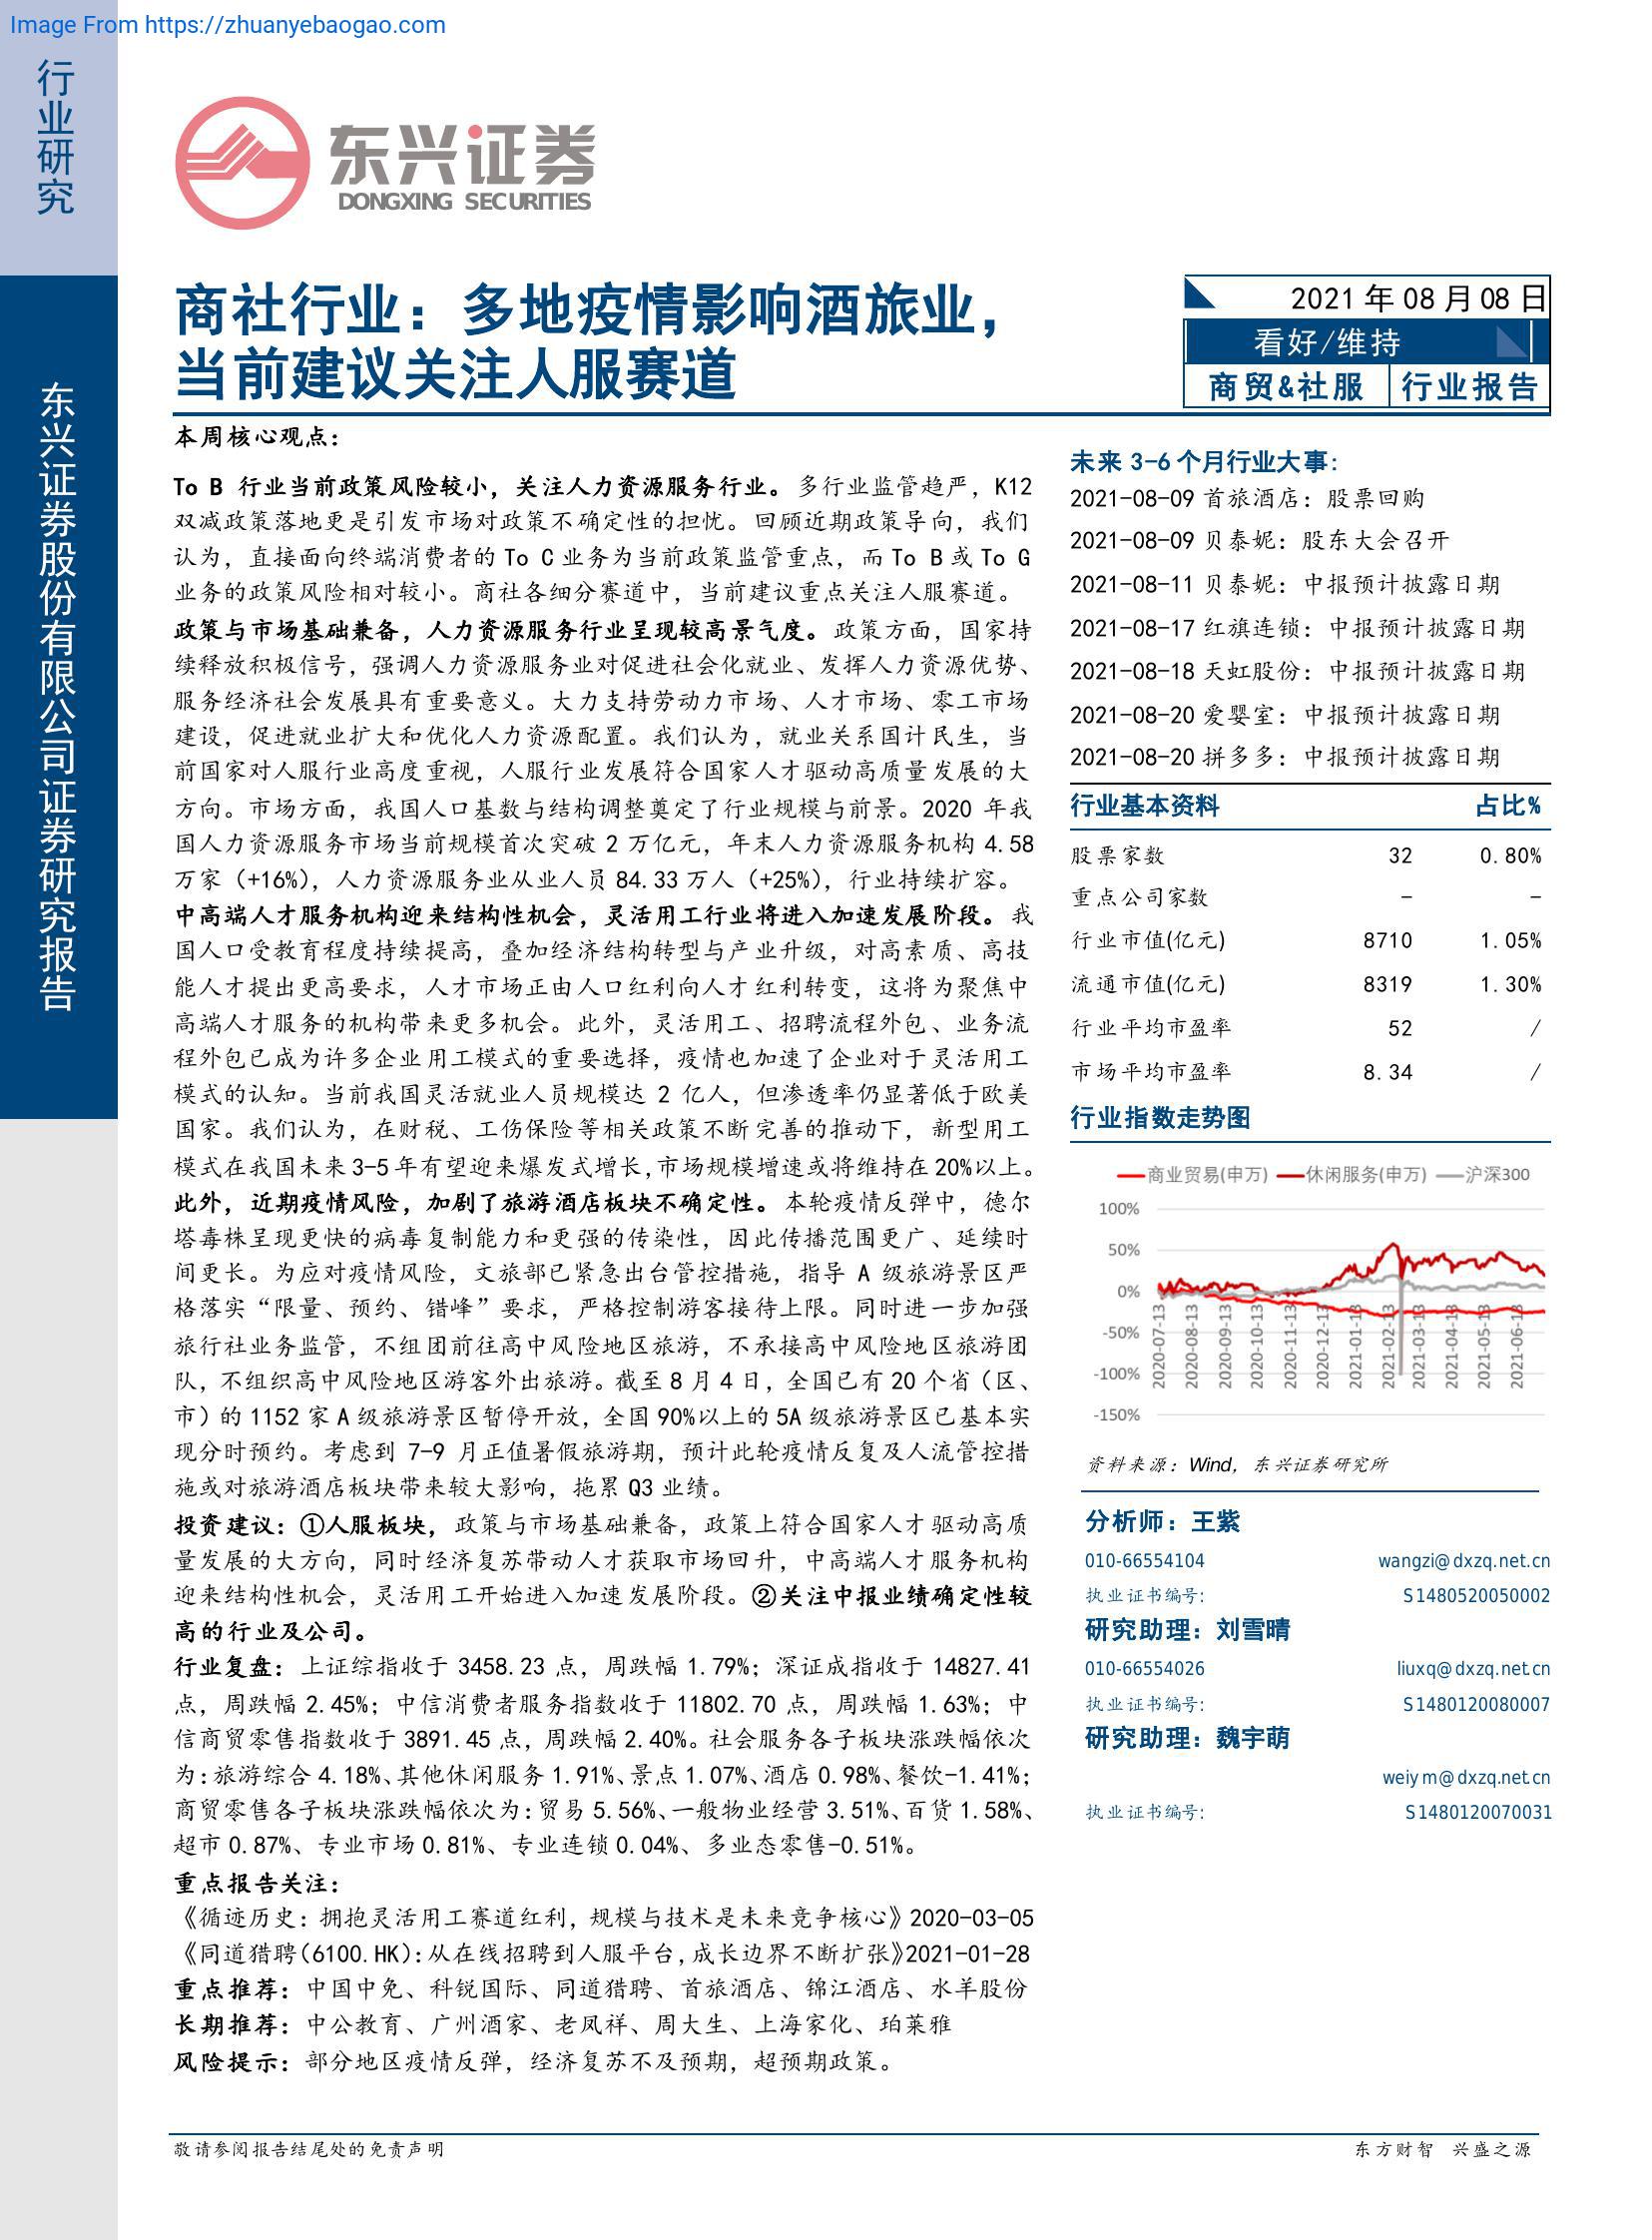 Image From https://zhuanyebaogao.com
行业研究
东兴证券股份有限公司证券研究报告
东兴证券
DONGXING SECURITIES
商社行业：多地疫情影响酒旅业，
当前建议关注人服赛道
2021 年 08 月 08 日
看好/维持
商贸&社服 行业报告
本周核心观点：
To B 行业当前政策风险较小，关注人力资源服务行业。多行业监管趋严，K12
双减政策落地更是引发市场对政策不确定性的担忧。回顾近期政策导向，我们
认为，直接面向终端消费者的 To C 业务为当前政策监管重点，而 To B 或 To G
业务的政策风险相对较小。商社各细分赛道中，当前建议重点关注人服赛道。
政策与市场基础兼备，人力资源服务行业呈现较高景气度。政策方面，国家持
续释放积极信号，强调人力资源服务业对促进社会化就业、发挥人力资源优势、
服务经济社会发展具有重要意义。大力支持劳动力市场、人才市场、零工市场
建设，促进就业扩大和优化人力资源配置。我们认为，就业关系国计民生，当
前国家对人服行业高度重视，人服行业发展符合国家人才驱动高质量发展的大
方向。市场方面，我国人口基数与结构调整奠定了行业规模与前景。2020 年我
国人力资源服务市场当前规模首次突破 2 万亿元，年末人力资源服务机构 4.58
万家（+16%），人力资源服务业从业人员 84.33 万人（+25%），行业持续扩容。
中高端人才服务机构迎来结构性机会，灵活用工行业将进入加速发展阶段。我
国人口受教育程度持续提高，叠加经济结构转型与产业升级，对高素质、高技
能人才提出更高要求，人才市场正由人口红利向人才红利转变，这将为聚焦中
高端人才服务的机构带来更多机会。此外，灵活用工、招聘流程外包、业务流
程外包已成为许多企业用工模式的重要选择，疫情也加速了企业对于灵活用工
模式的认知。当前我国灵活就业人员规模达 2 亿人，但渗透率仍显著低于欧美
国家。我们认为，在财税、工伤保险等相关政策不断完善的推动下，新型用工
模式在我国未来 3-5 年有望迎来爆发式增长,市场规模增速或将维持在 20%以上。
此外，近期疫情风险，加剧了旅游酒店板块不确定性。本轮疫情反弹中，德尔
塔毒株呈现更快的病毒复制能力和更强的传染性，因此传播范围更广、延续时
间更长。为应对疫情风险，文旅部已紧急出台管控措施，指导 A 级旅游景区严
格落实“限量、预约、错峰”要求，严格控制游客接待上限。同时进一步加强
旅行社业务监管，不组团前往高中风险地区旅游，不承接高中风险地区旅游团
队，不组织高中风险地区游客外出旅游。截至 8 月 4 日，全国已有 20 个省（区、
市）的 1152 家 A 级旅游景区暂停开放，全国 90%以上的 5A 级旅游景区已基本实
现分时预约。考虑到 7-9 月正值暑假旅游期，预计此轮疫情反复及人流管控措
施或对旅游酒店板块带来较大影响，拖累 Q3 业绩。
投资建议：①人服板块，政策与市场基础兼备，政策上符合国家人才驱动高质
量发展的大方向，同时经济复苏带动人才获取市场回升，中高端人才服务机构
迎来结构性机会，灵活用工开始进入加速发展阶段。②关注中报业绩确定性较
高的行业及公司。
行业复盘：上证综指收于 3458.23 点，周跌幅 1.79%；深证成指收于 14827.41
点，周跌幅 2.45%；中信消费者服务指数收于 11802.70 点，周跌幅 1.63%；中
信商贸零售指数收于 3891.45 点，周跌幅 2.40%。社会服务各子板块涨跌幅依次
为：旅游综合 4.18%、其他休闲服务 1.91%、景点 1.07%、酒店 0.98%、餐饮-1.41%；
商贸零售各子板块涨跌幅依次为：贸易 5.56%、一般物业经营 3.51%、百货 1.58%、
超市 0.87%、专业市场 0.81%、专业连锁 0.04%、多业态零售-0.51%。
重点报告关注：
《循迹历史：拥抱灵活用工赛道红利，规模与技术是未来竞争核心》2020-03-05
《同道猎聘（6100.HK）：从在线招聘到人服平台，成长边界不断扩张》2021-01-28
重点推荐：中国中免、科锐国际、同道猎聘、首旅酒店、锦江酒店、水羊股份
长期推荐：中公教育、广州酒家、老凤祥、周大生、上海家化、珀莱雅
风险提示：部分地区疫情反弹，经济复苏不及预期，超预期政策。
未来 3-6 个月行业大事：
2021-08-09 首旅酒店：股票回购
2021-08-09 贝泰妮：股东大会召开
2021-08-11 贝泰妮：中报预计披露日期
2021-08-17 红旗连锁：中报预计披露日期
2021-08-18 天虹股份：中报预计披露日期
2021-08-20 爱婴室：中报预计披露日期
2021-08-20 拼多多：中报预计披露日期
行业基本资料 占比%
股票家数 32 0.80%
重点公司家数 - -
行业市值(亿元) 8710 1.05%
流通市值(亿元) 8319 1.30%
行业平均市盈率 52 /
市场平均市盈率 8.34 /
行业指数走势图
商业贸易(申万) 休闲服务(申万) 沪深300
100%
50%
0%
-50%
-100%
-150%
2020-07-13 2020-08-13 2020-09-13 2020-10-13 2020-11-13 2020-12-13 2021-01-13 2021-02-13 2021-03-13 2021-04-13 2021-05-13 2021-06-13
资料来源：Wind，东兴证券研究所
分析师：王紫
010-66554104 wangzi@dxzq.net.cn
执业证书编号: S1480520050002
研究助理：刘雪晴
010-66554026 liuxq@dxzq.net.cn
执业证书编号: S1480120080007
研究助理：魏宇萌
weiym@dxzq.net.cn
执业证书编号: S1480120070031
敬请参阅报告结尾处的免责声明 东方财智 兴盛之源